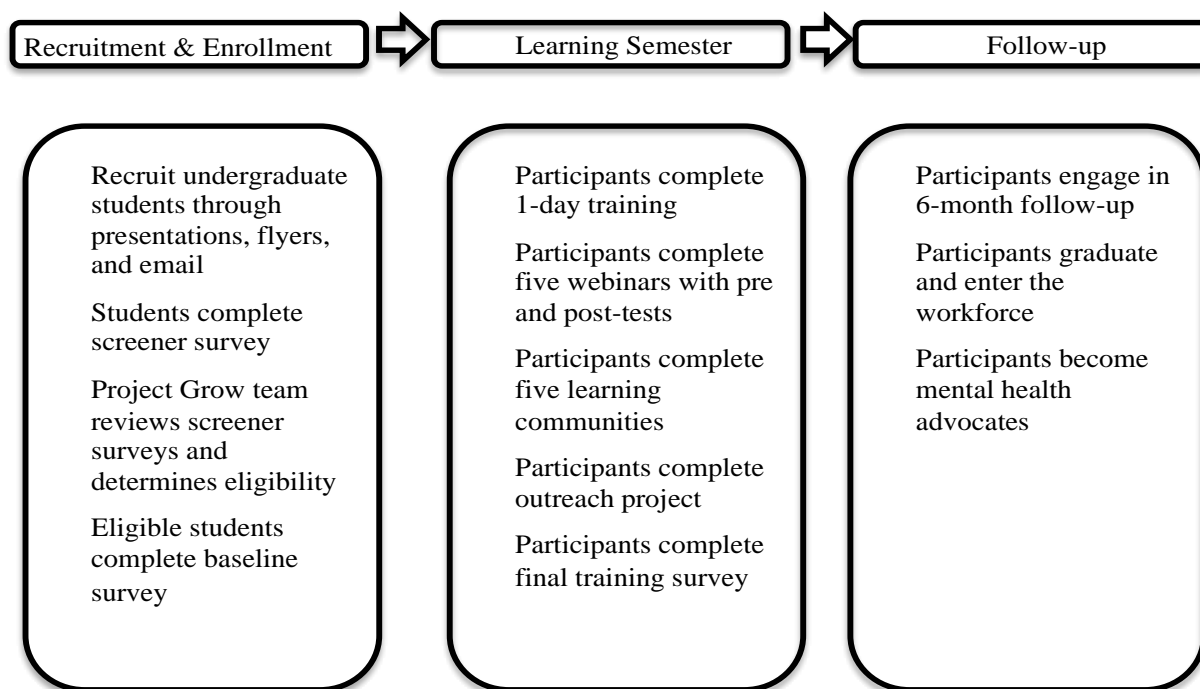 Recruitment & Enrollment
Learning Semester
Follow-up
Recruit undergraduate
students through
presentations, flyers,
and email
Students complete
screener survey
Project Grow team
reviews screener
surveys and
determines eligibility
Eligible students
complete baseline
survey
Participants complete
1-day training
Participants complete
five webinars with pre
and post-tests
Participants complete
five learning
communities
Participants complete
outreach project
Participants complete
final training survey
Participants engage in
6-month follow-up
Participants graduate
and enter the
workforce
Participants become
mental health
advocates